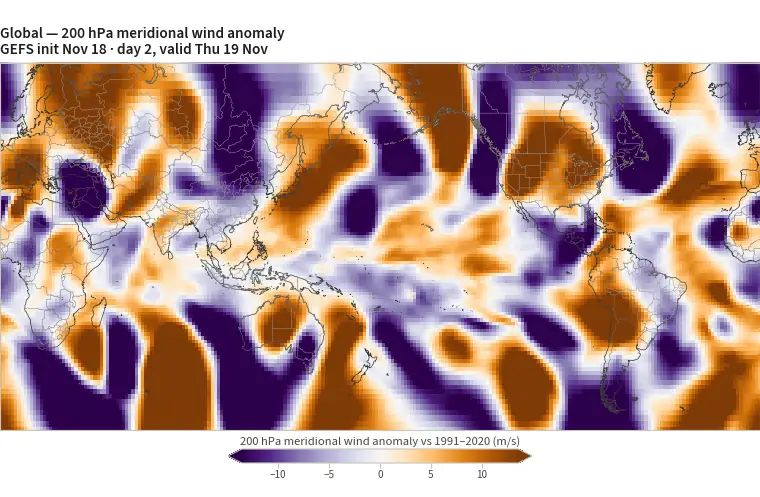 Global — 200 hPa meridional wind anomaly
GEFS init Nov 18 · day 2, valid Thu 19 Nov
200 hPa meridional wind anomaly vs 1991–2020 (m/s)
−10 −5 0 5 10